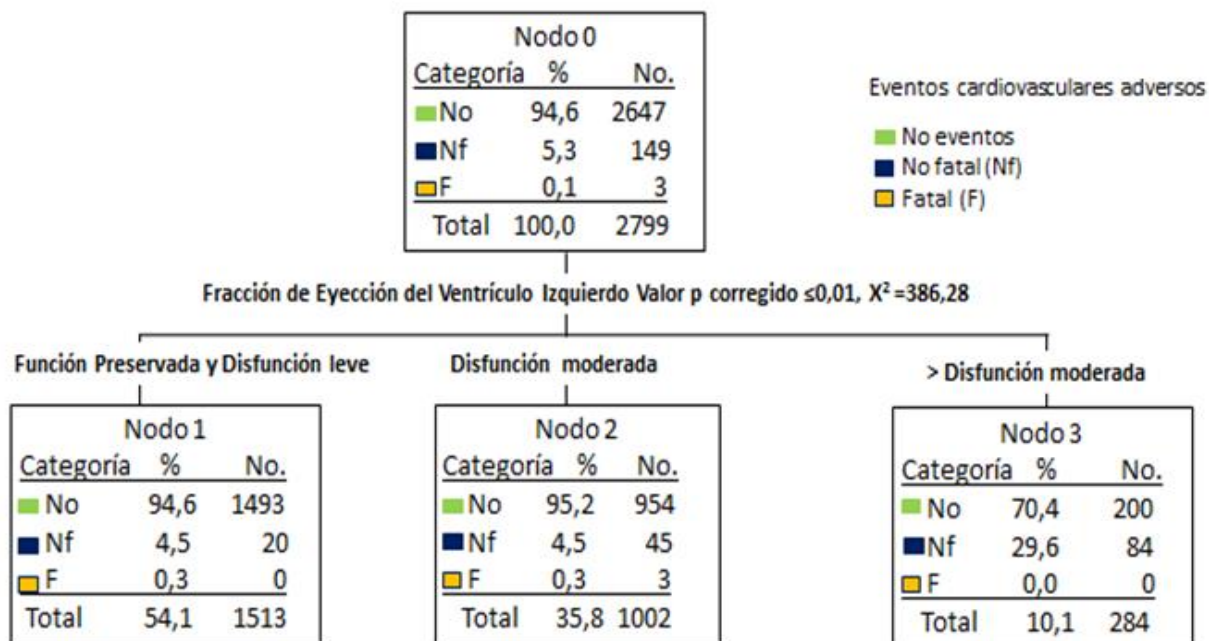 Nodo 0
Categoría % No.
No 94,6 2647
Nf 5,3 149
F 0,1 3
Total 100,0 2799
Eventos cardiovasculares adversos
No eventos
No fatal (Nf)
Fatal (F)
Fracción de Eyección del Ventrículo Izquierdo Valor p corregido ≤0,01, X² =386,28
Función Preservada y Disfunción leve
Nodo 1
Categoría % No.
No 94,6 1493
Nf 4,5 20
F 0,3 0
Total 54,1 1513
Disfunción moderada
Nodo 2
Categoría % No.
No 95,2 954
Nf 4,5 45
F 0,3 3
Total 35,8 1002
> Disfunción moderada
Nodo 3
Categoría % No.
No 70,4 200
Nf 29,6 84
F 0,0 0
Total 10,1 284